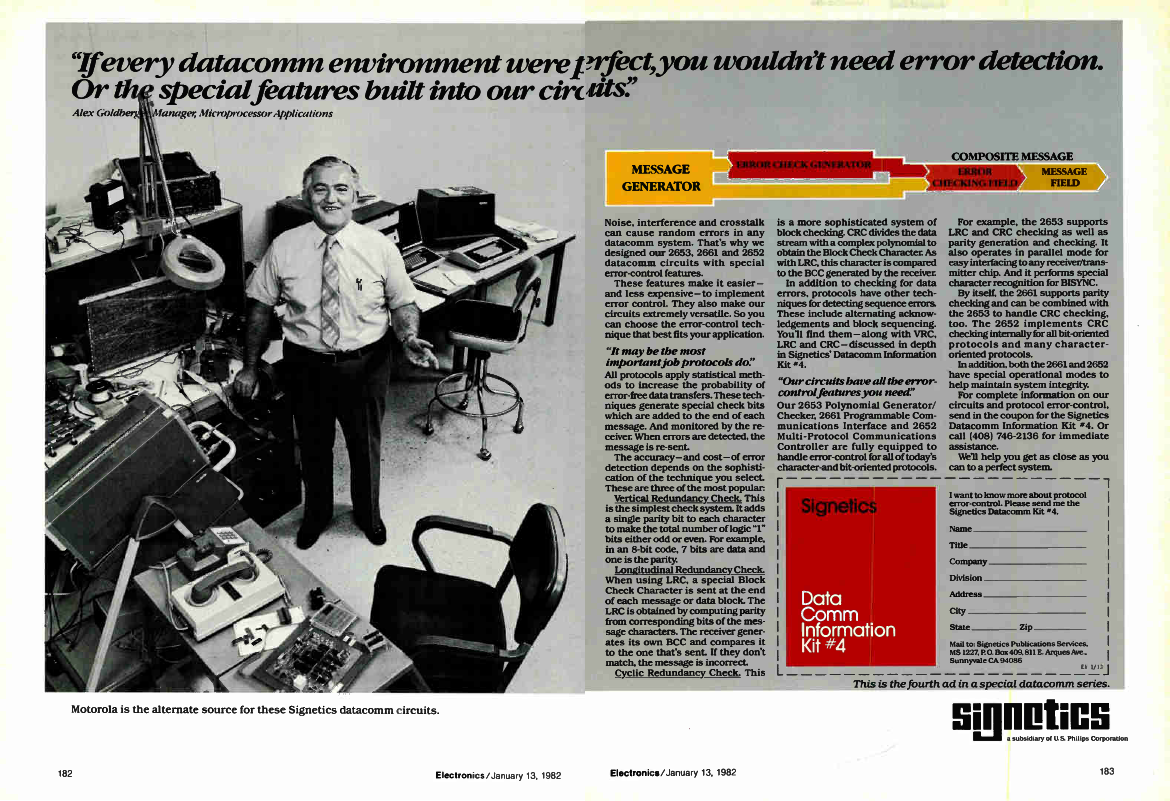 “If every datacomm environment were perfect, you wouldn't need error detection.
Or the special features built into our circuits.”
Alex Goldberger, Manager, Microprocessor Applications
MESSAGE
GENERATOR
ERROR CHECK GENERATOR
COMPOSITE MESSAGE
ERROR
CHECKING FIELD
MESSAGE
FIELD
Noise, interference and crosstalk
can cause random errors in any
datacomm system. That's why we
designed our 2653, 2661 and 2652
datacomm circuits with special
error-control features.
These features make it easier—
and less expensive—to implement
error control. They also make our
circuits extremely versatile. So you
can choose the error-control tech-
nique that best fits your application.
“It may be the most
important job protocols do.”
All protocols apply statistical meth-
ods to increase the probability of
error-free data transfers. These tech-
niques generate special check bits
which are added to the end of each
message. And monitored by the re-
ceiver. When errors are detected, the
message is re-sent.
The accuracy—and cost—of error
detection depends on the sophisti-
cation of the technique you select.
These are three of the most popular:
Vertical Redundancy Check. This
is the simplest check system. It adds
a single parity bit to each character
to make the total number of logic "1"
bits either odd or even. For example,
in an 8-bit code, 7 bits are data and
one is the parity.
Longitudinal Redundancy Check.
When using LRC, a special Block
Check Character is sent at the end
of each message or data block. The
LRC is obtained by computing parity
from corresponding bits of the mes-
sage characters. The receiver gener-
ates its own BCC and compares it
to the one that's sent. If they don't
match, the message is incorrect.
Cyclic Redundancy Check. This
is a more sophisticated system of
block checking. CRC divides the data
stream with a complex polynomial to
obtain the Block Check Character. As
with LRC, this character is compared
to the BCC generated by the receiver.
In addition to checking for data
errors, protocols have other tech-
niques for detecting sequence errors.
These include alternating acknow-
ledgements and block sequencing.
You'll find them—along with VRC,
LRC and CRC—discussed in depth
in Signetics' Datacomm Information
Kit #4.
“Our circuits have all the error-
control features you need.”
Our 2653 Polynomial Generator/
Checker, 2661 Programmable Com-
munications Interface and 2652
Multi-Protocol Communications
Controller are fully equipped to
handle error-control for all of today's
character-and bit-oriented protocols.
For example, the 2653 supports
LRC and CRC checking as well as
parity generation and checking. It
also operates in parallel mode for
easy interfacing to any receiver/trans-
mitter chip. And it performs special
character recognition for BISYNC.
By itself, the 2661 supports parity
checking and can be combined with
the 2653 to handle CRC checking,
too. The 2652 implements CRC
checking internally for all bit-oriented
protocols and many character-
oriented protocols.
In addition, both the 2661 and 2652
have special operational modes to
help maintain system integrity.
For complete information on our
circuits and protocol error-control,
send in the coupon for the Signetics
Datacomm Information Kit #4. Or
call (408) 746-2136 for immediate
assistance.
We'll help you get as close as you
can to a perfect system.
Signetics
Data
Comm
Information
Kit #4
I want to know more about protocol
error-control. Please send me the
Signetics Datacomm Kit #4.
Name
Title
Company
Division
Address
City
State Zip
Mail to: Signetics Publications Services,
MS 1227, P.O. Box 409, 811 E. Arques Ave.,
Sunnyvale CA 94086
El 1/13
This is the fourth ad in a special datacomm series.
Motorola is the alternate source for these Signetics datacomm circuits.
signetics
a subsidiary of U.S. Philips Corporation
182
Electronics/January 13, 1982
Electronics/January 13, 1982
183